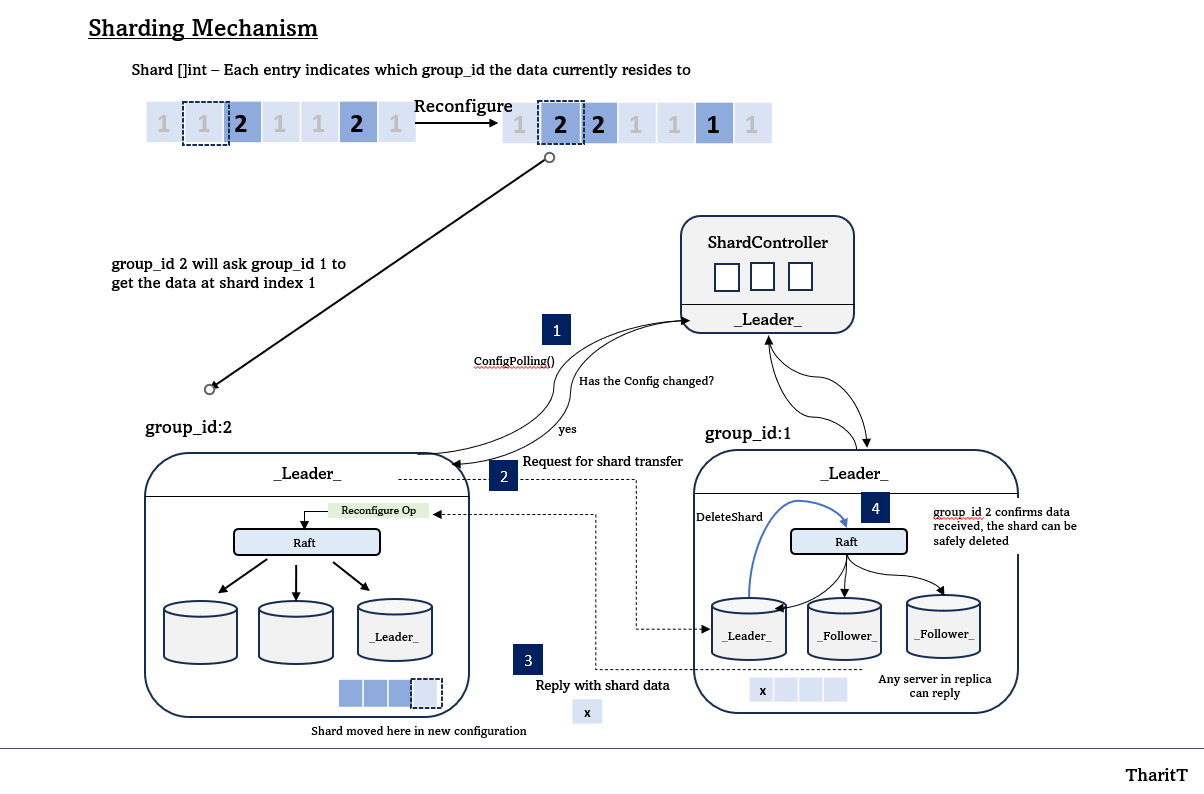 Sharding Mechanism
Shard []int – Each entry indicates which group_id the data currently resides to
1 1 2 1 1 2 1
Reconfigure
1 2 2 1 1 1 1
group_id 2 will ask group_id 1 to
get the data at shard index 1
ShardController
_Leader_
1
ConfigPolling()
Has the Config changed?
yes
group_id:2
_Leader_
2
Request for shard transfer
Reconfigure Op
Raft
_Leader_
Shard moved here in new configuration
3
Reply with shard data
x
group_id:1
_Leader_
DeleteShard
4
Raft
group_id 2 confirms data
received, the shard can be
safely deleted
_Leader_
_Follower_
_Follower_
x
Any server in replica
can reply
TharitT